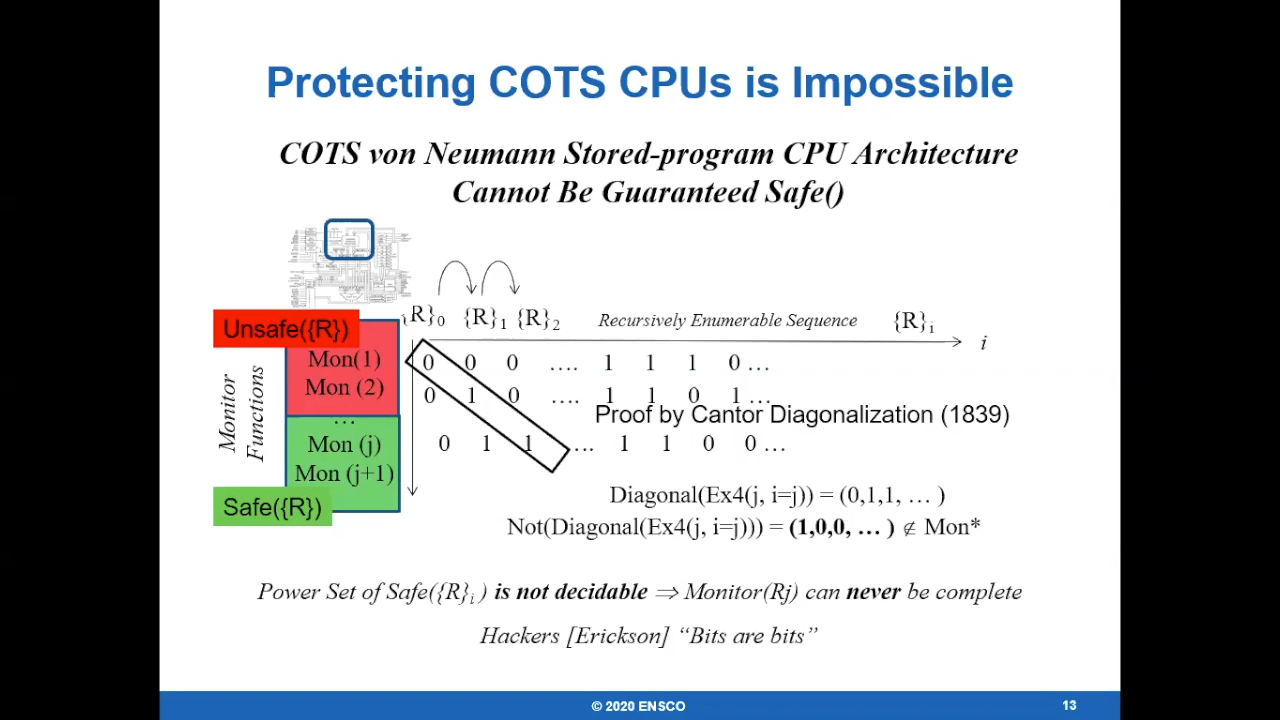 Protecting COTS CPUs is Impossible
COTS von Neumann Stored-program CPU Architecture
Cannot Be Guaranteed Safe()
{R}0 {R}1 {R}2 Recursively Enumerable Sequence {R}i
i
Unsafe({R})
Monitor
Functions
Mon(1)
Mon (2)
…
Mon (j)
Mon (j+1)
Safe({R})
0 0 0 …. 1 1 1 0 …
0 1 0 …. 1 1 0 1 …
Proof by Cantor Diagonalization (1839)
0 1 1 …. 1 1 0 0 …
Diagonal(Ex4(j, i=j)) = (0,1,1, … )
Not(Diagonal(Ex4(j, i=j))) = (1,0,0, … ) ∉ Mon*
Power Set of Safe({R}i ) is not decidable ⇒ Monitor(Rj) can never be complete
Hackers [Erickson] “Bits are bits”
© 2020 ENSCO
13